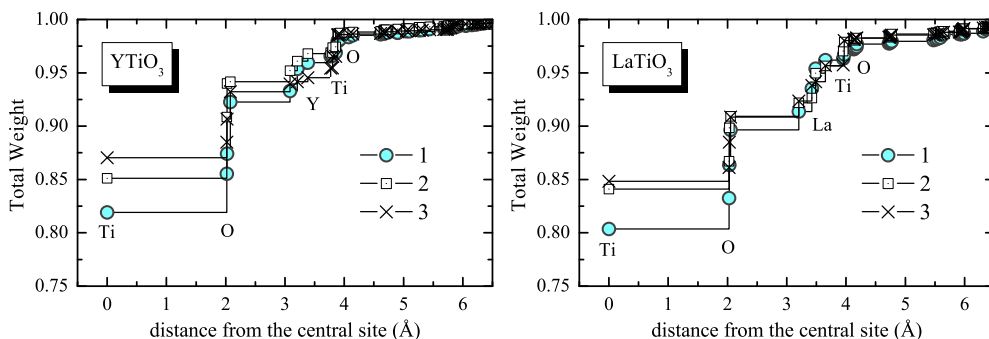 1.00
0.95
0.90
0.85
0.80
0.75
Total Weight
YTiO3
Ti
O
Y
Ti
O
1
2
3
0 1 2 3 4 5 6
distance from the central site (Å)
1.00
0.95
0.90
0.85
0.80
0.75
Total Weight
LaTiO3
Ti
O
La
Ti
O
1
2
3
0 1 2 3 4 5 6
distance from the central site (Å)